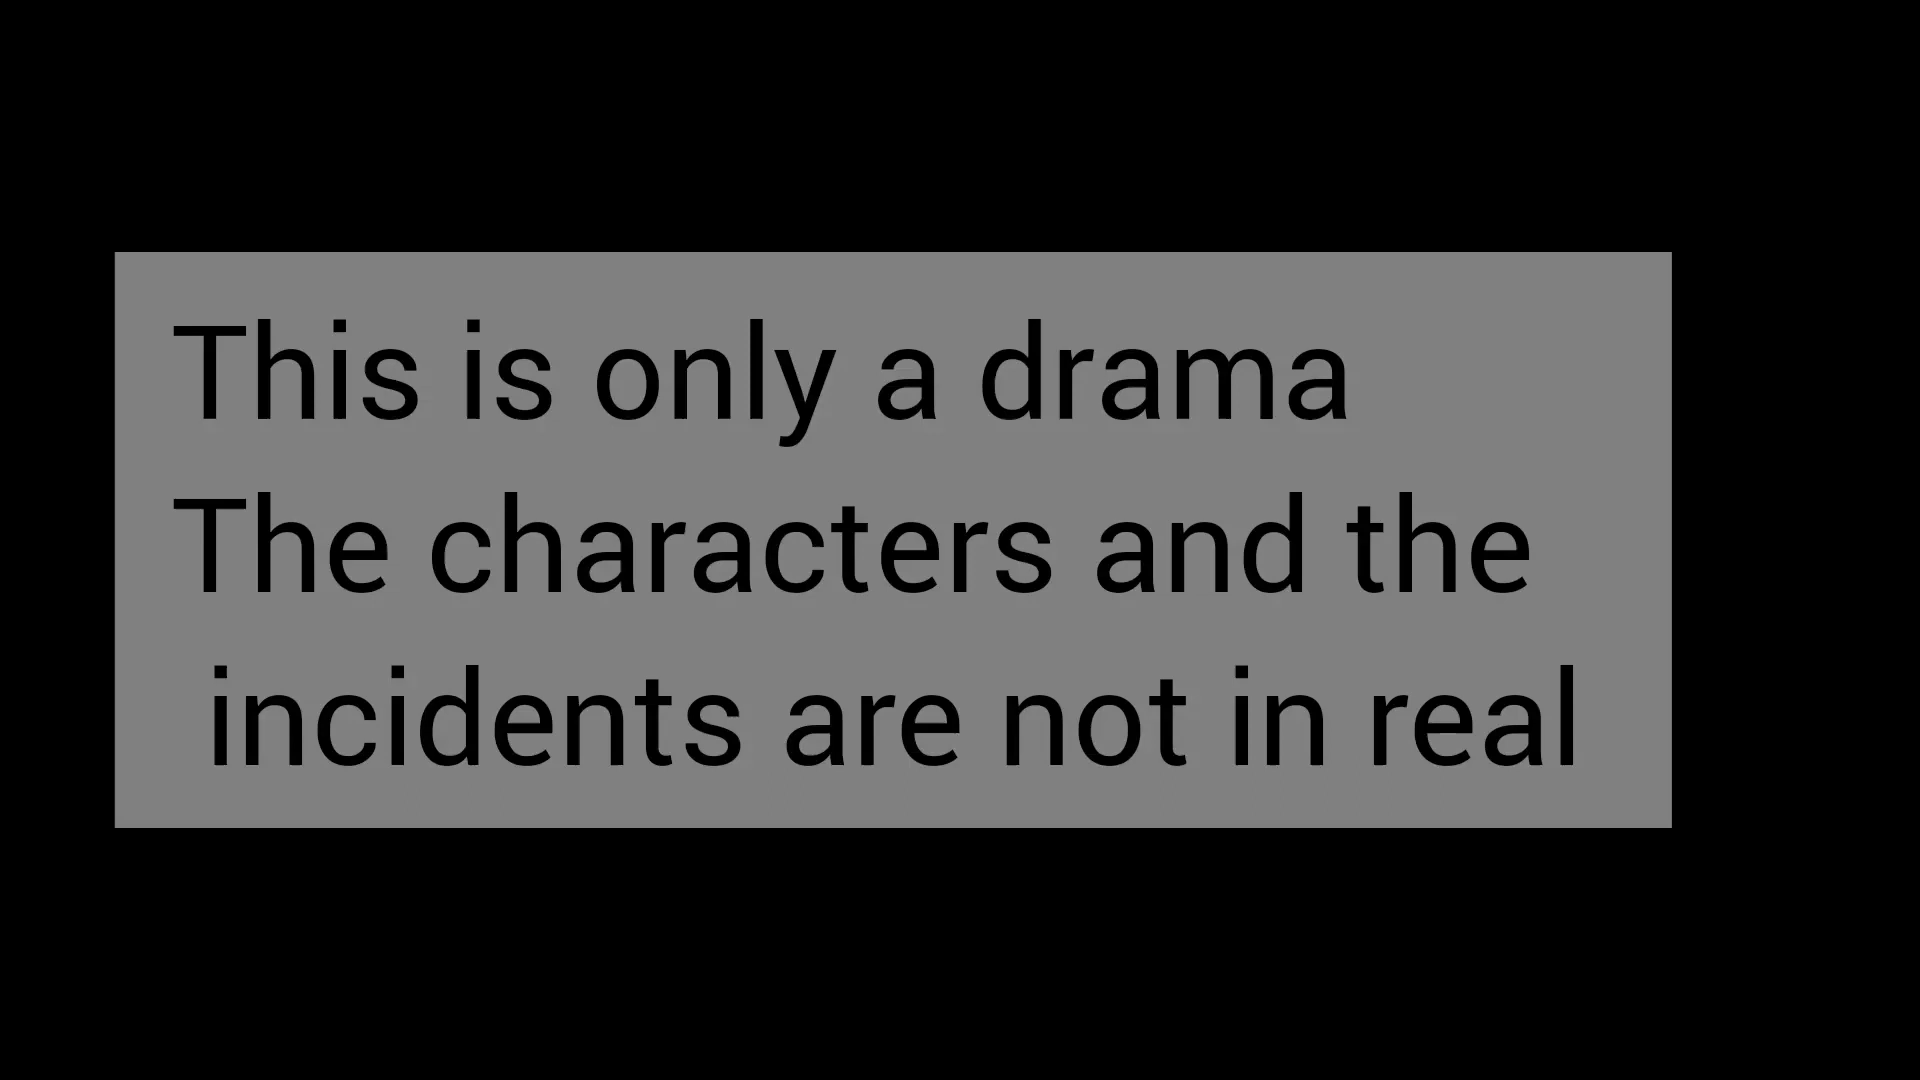 This is only a drama
The characters and the
incidents are not in real